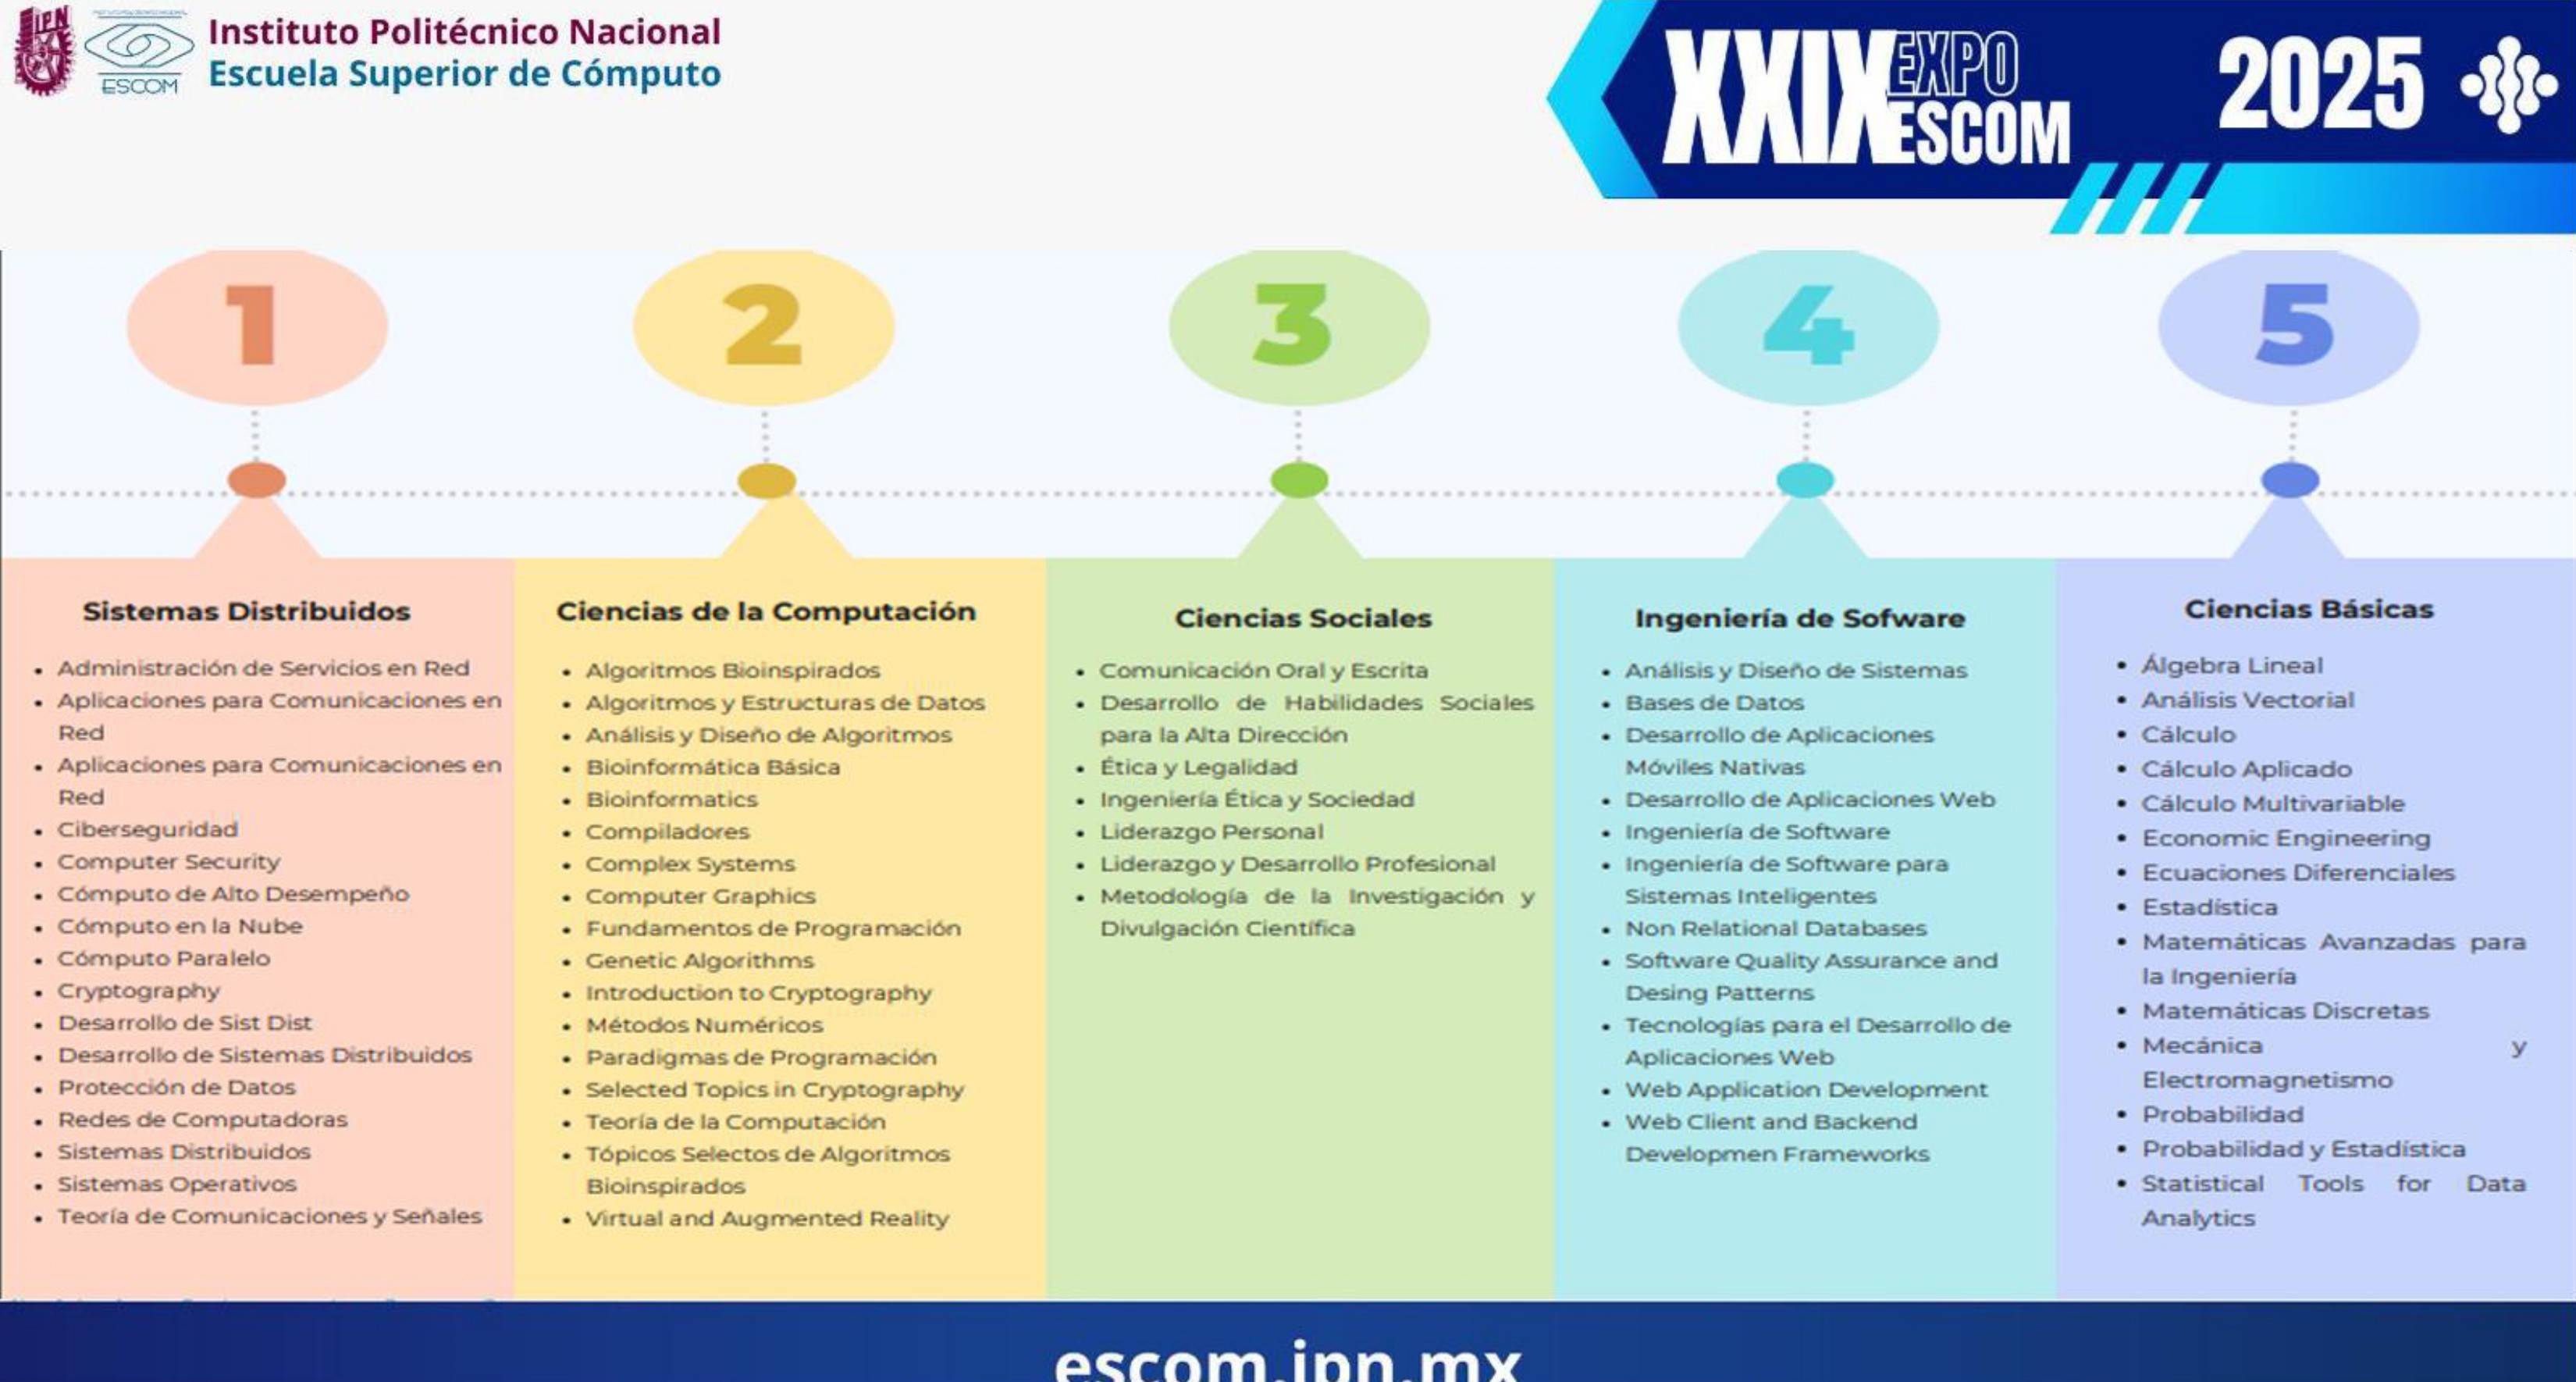 IPN
ESCOM
Instituto Politécnico Nacional
Escuela Superior de Cómputo
XXIX EXPO
ESCOM
2025
1
2
3
4
5
Sistemas Distribuidos
• Administración de Servicios en Red
• Aplicaciones para Comunicaciones en
Red
• Aplicaciones para Comunicaciones en
Red
• Ciberseguridad
• Computer Security
• Cómputo de Alto Desempeño
• Cómputo en la Nube
• Cómputo Paralelo
• Cryptography
• Desarrollo de Sist Dist
• Desarrollo de Sistemas Distribuidos
• Protección de Datos
• Redes de Computadoras
• Sistemas Distribuidos
• Sistemas Operativos
• Teoría de Comunicaciones y Señales
Ciencias de la Computación
• Algoritmos Bioinspirados
• Algoritmos y Estructuras de Datos
• Análisis y Diseño de Algoritmos
• Bioinformática Básica
• Bioinformatics
• Compiladores
• Complex Systems
• Computer Graphics
• Fundamentos de Programación
• Genetic Algorithms
• Introduction to Cryptography
• Métodos Numéricos
• Paradigmas de Programación
• Selected Topics in Cryptography
• Teoría de la Computación
• Tópicos Selectos de Algoritmos
Bioinspirados
• Virtual and Augmented Reality
Ciencias Sociales
• Comunicación Oral y Escrita
• Desarrollo de Habilidades Sociales
para la Alta Dirección
• Ética y Legalidad
• Ingeniería Ética y Sociedad
• Liderazgo Personal
• Liderazgo y Desarrollo Profesional
• Metodología de la Investigación y
Divulgación Científica
Ingeniería de Sofware
• Análisis y Diseño de Sistemas
• Bases de Datos
• Desarrollo de Aplicaciones
Móviles Nativas
• Desarrollo de Aplicaciones Web
• Ingeniería de Software
• Ingeniería de Software para
Sistemas Inteligentes
• Non Relational Databases
• Software Quality Assurance and
Desing Patterns
• Tecnologías para el Desarrollo de
Aplicaciones Web
• Web Application Development
• Web Client and Backend
Developmen Frameworks
Ciencias Básicas
• Álgebra Lineal
• Análisis Vectorial
• Cálculo
• Cálculo Aplicado
• Cálculo Multivariable
• Economic Engineering
• Ecuaciones Diferenciales
• Estadística
• Matemáticas Avanzadas para
la Ingeniería
• Matemáticas Discretas
• Mecánica y
Electromagnetismo
• Probabilidad
• Probabilidad y Estadística
• Statistical Tools for Data
Analytics
escom.ipn.mx